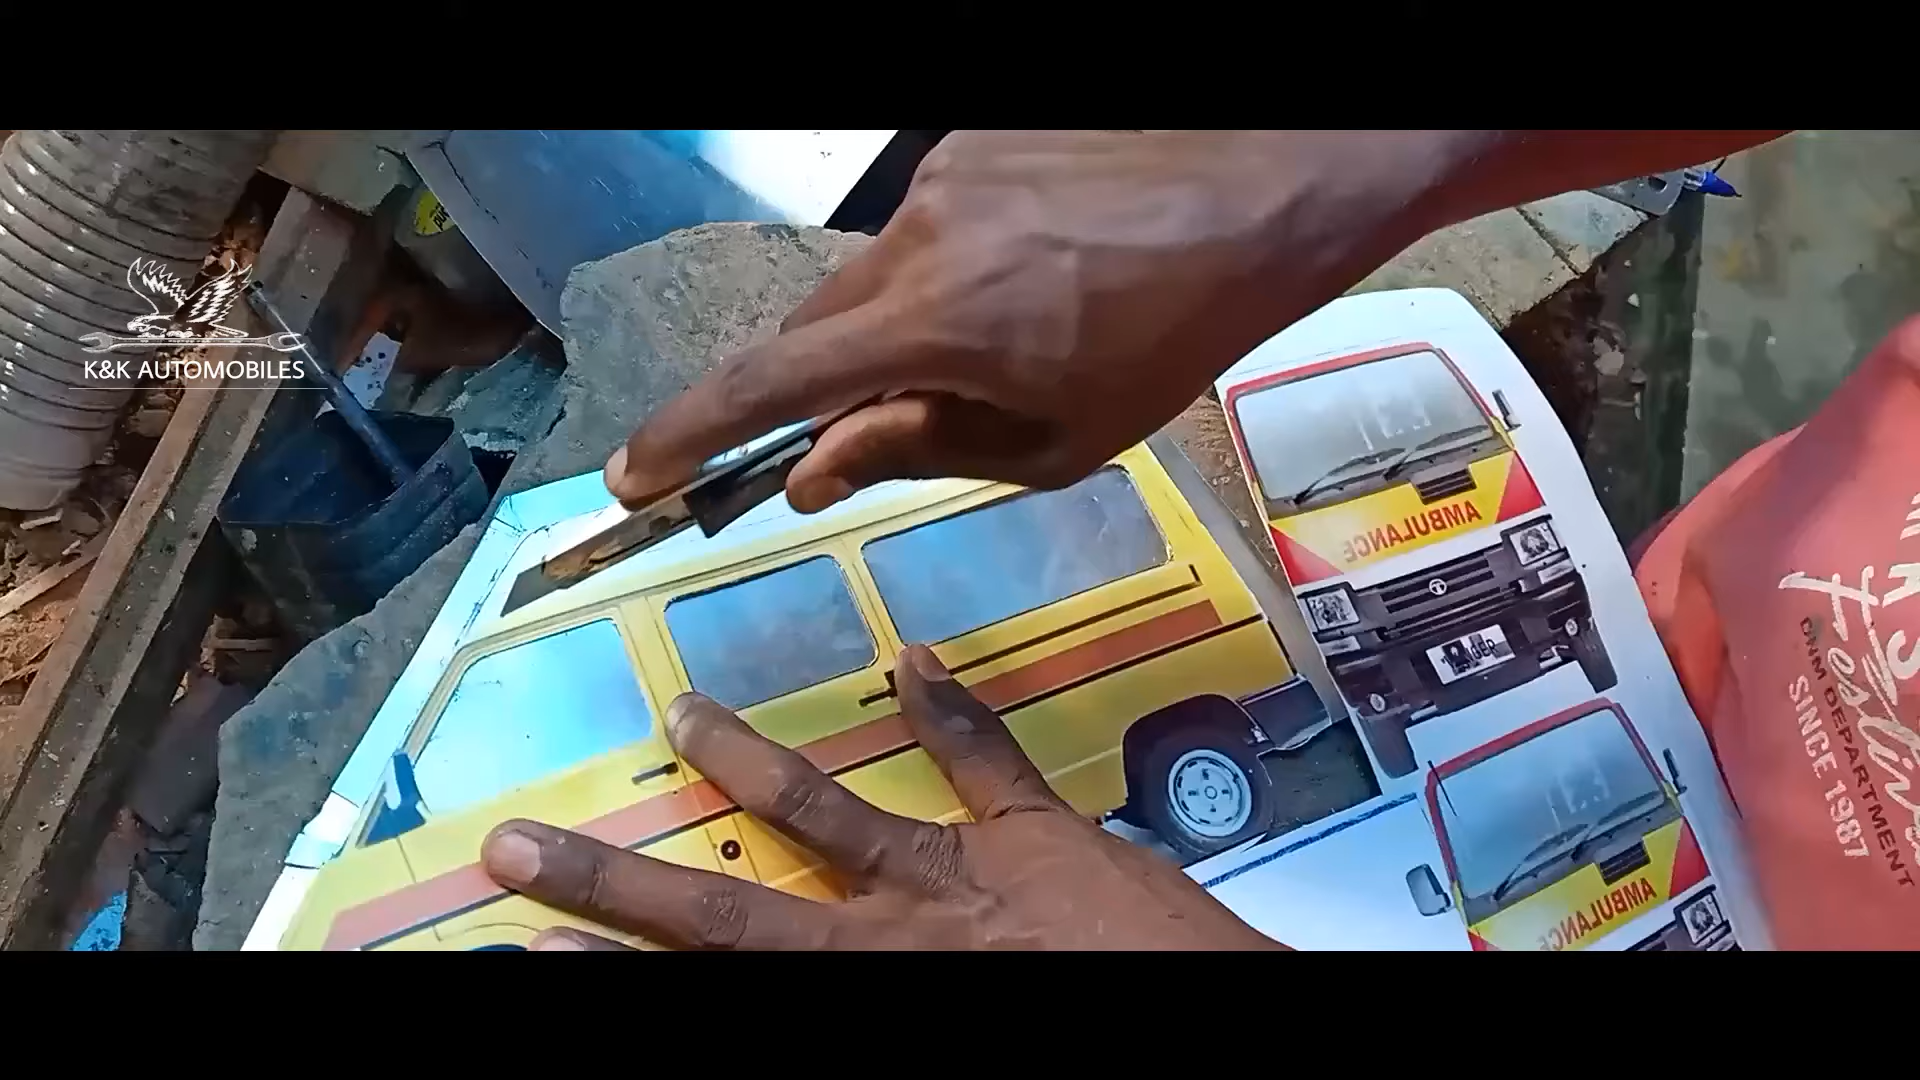 K&K AUTOMOBILES
AMBULANCE
AMBULANCE
DNM DEPARTMENT
SINCE 1987